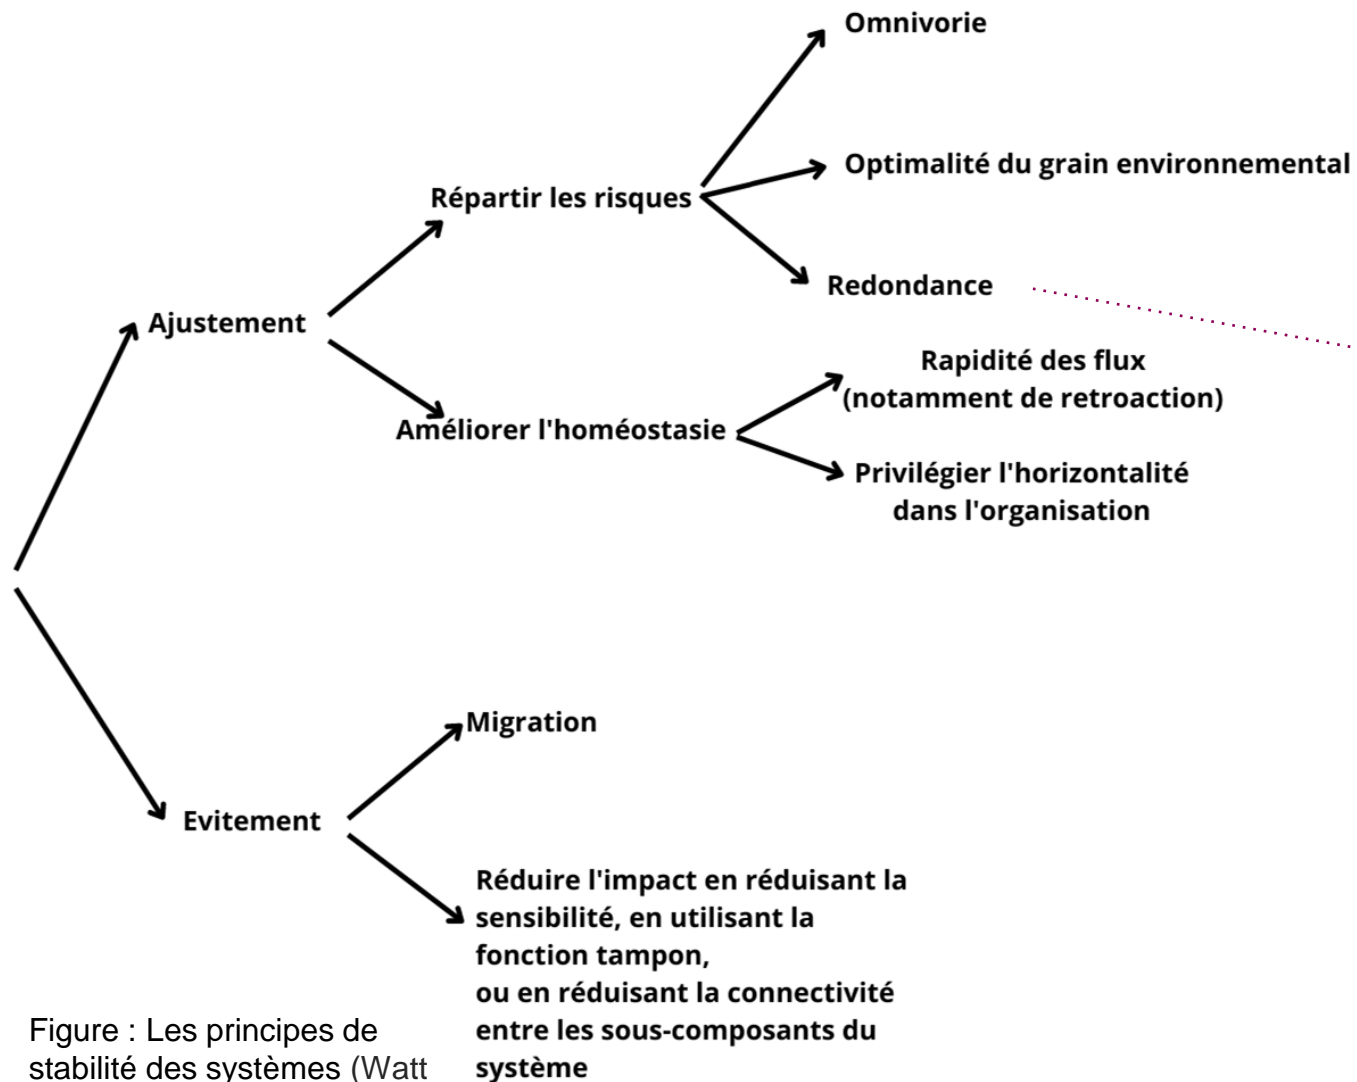 Omnivorie
Optimalité du grain environnemental
Répartir les risques
Redondance
Ajustement
Rapidité des flux
(notamment de retroaction)
Améliorer l'homéostasie
Privilégier l'horizontalité
dans l'organisation
Migration
Evitement
Réduire l'impact en réduisant la
sensibilité, en utilisant la
fonction tampon,
ou en réduisant la connectivité
entre les sous-composants du
système
Figure : Les principes de
stabilité des systèmes (Watt